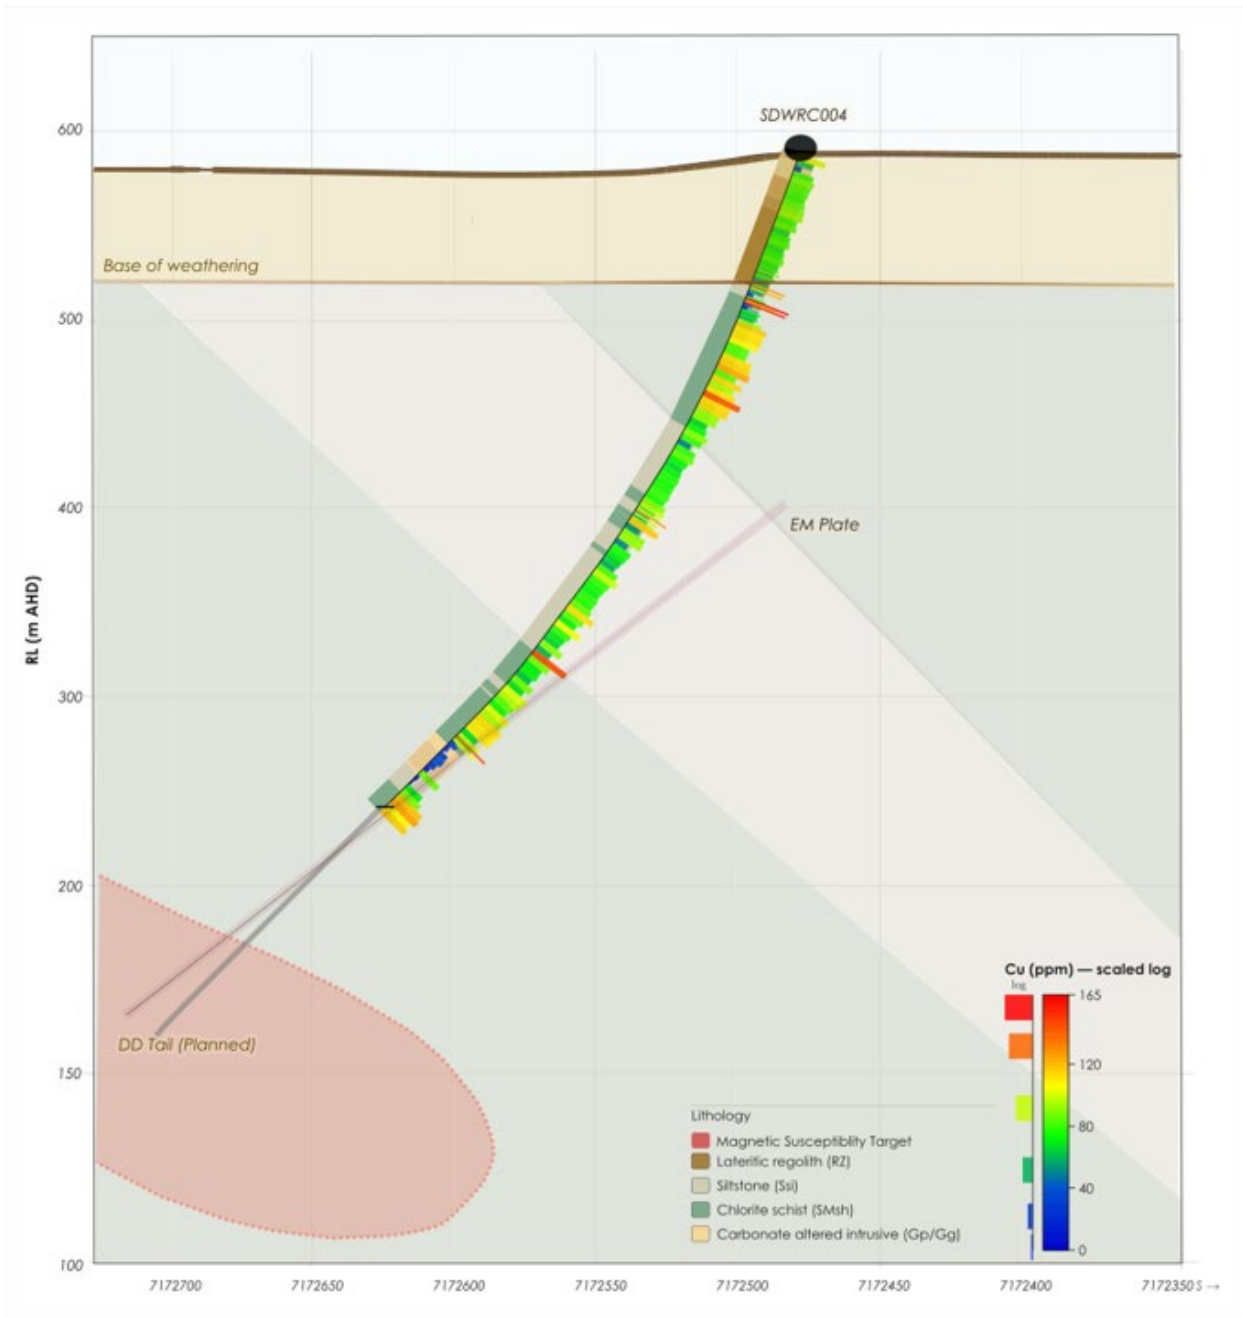 SDWRC004
600
Base of weathering
500
400
EM Plate
RL (m AHD)
300
200
Cu (ppm) — scaled log
log
165
120
80
40
0
DD Tail (Planned)
150
Lithology
Magnetic Susceptiblity Target
Lateritic regolith (RZ)
Siltstone (Ssi)
Chlorite schist (SMsh)
Carbonate altered intrusive (Gp/Gg)
100
7172700 7172650 7172600 7172550 7172500 7172450 7172400 7172350 S →